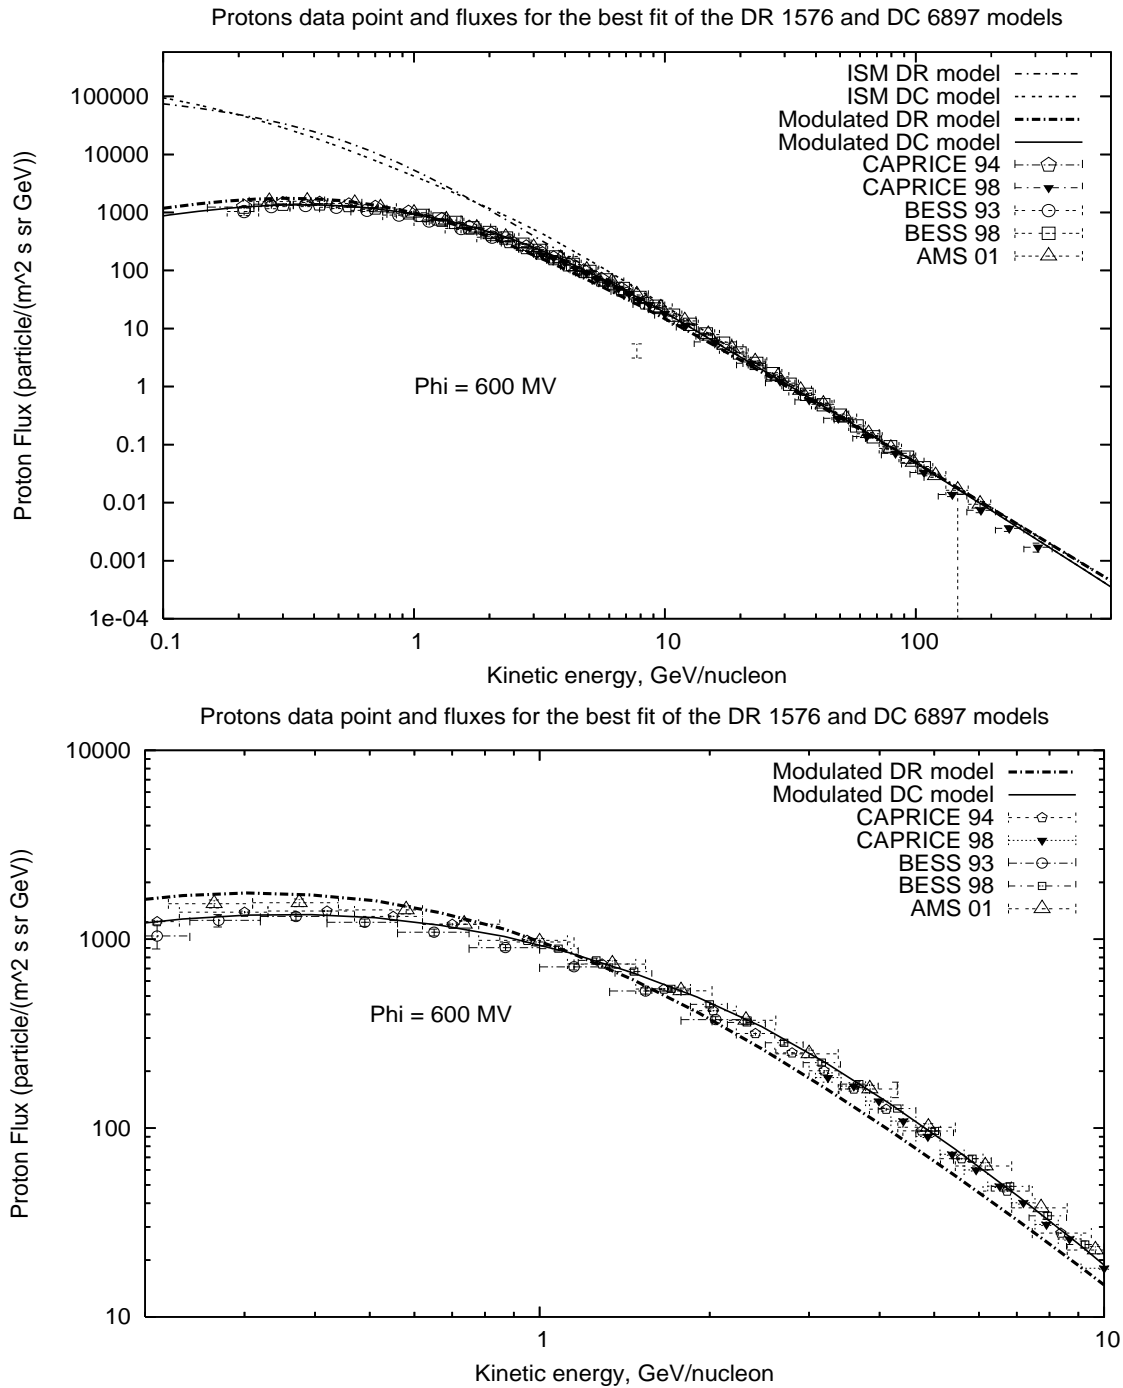 Protons data point and fluxes for the best fit of the DR 1576 and DC 6897 models
ISM DR model
ISM DC model
Modulated DR model
Modulated DC model
CAPRICE 94
CAPRICE 98
BESS 93
BESS 98
AMS 01
100000
10000
1000
100
10
1
0.1
0.01
0.001
1e-04
Proton Flux (particle/(m^2 s sr GeV))
Phi = 600 MV
0.1 1 10 100
Kinetic energy, GeV/nucleon
Protons data point and fluxes for the best fit of the DR 1576 and DC 6897 models
Modulated DR model
Modulated DC model
CAPRICE 94
CAPRICE 98
BESS 93
BESS 98
AMS 01
10000
1000
100
10
Proton Flux (particle/(m^2 s sr GeV))
Phi = 600 MV
1 10
Kinetic energy, GeV/nucleon